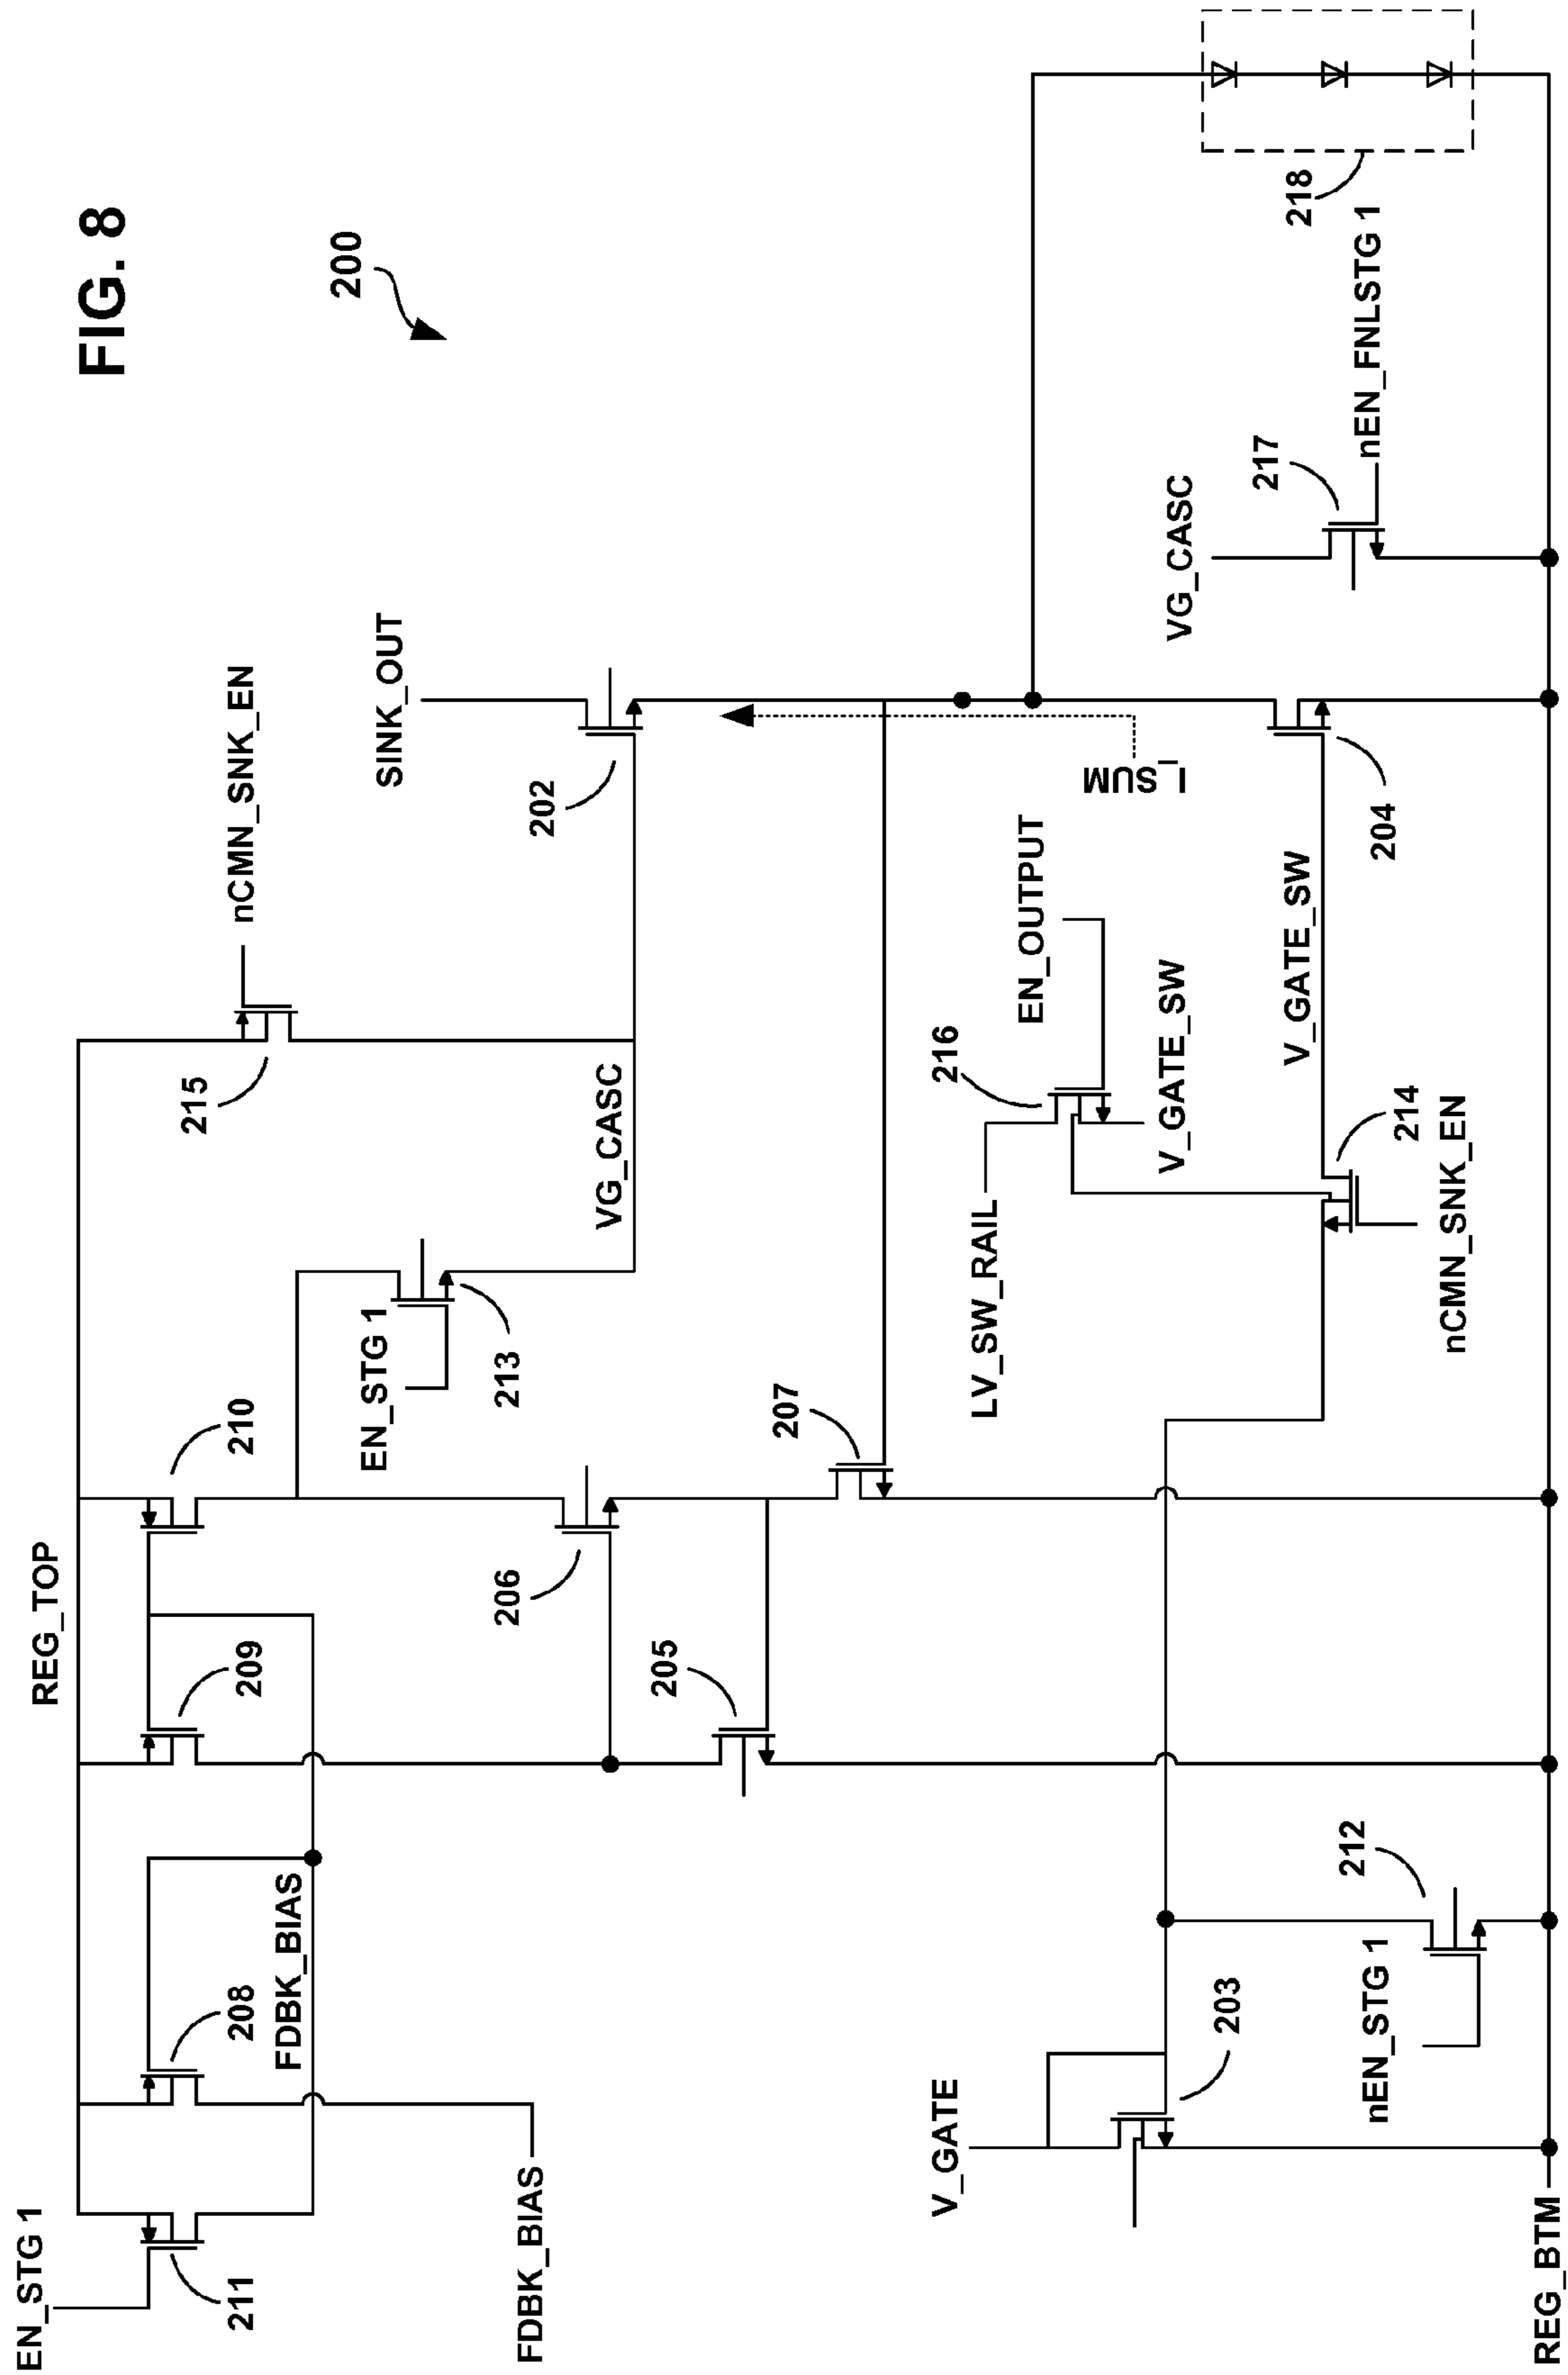 FIG. 8
200
EN_STG 1
211
208
FDBK_BIAS
FDBK_BIAS
REG_TOP
209
210
206
205
207
EN_STG 1
213
VG_CASC
215
nCMN_SNK_EN
SINK_OUT
202
I_SUM
EN_OUTPUT
216
LV_SW_RAIL
V_GATE_SW
V_GATE_SW
204
214
nCMN_SNK_EN
V_GATE
203
nEN_STG 1
212
VG_CASC
217
nEN_FNLSTG 1
218
REG_BTM